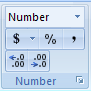 Number
$ % ,
←.0 .00 .00 →.0
Number